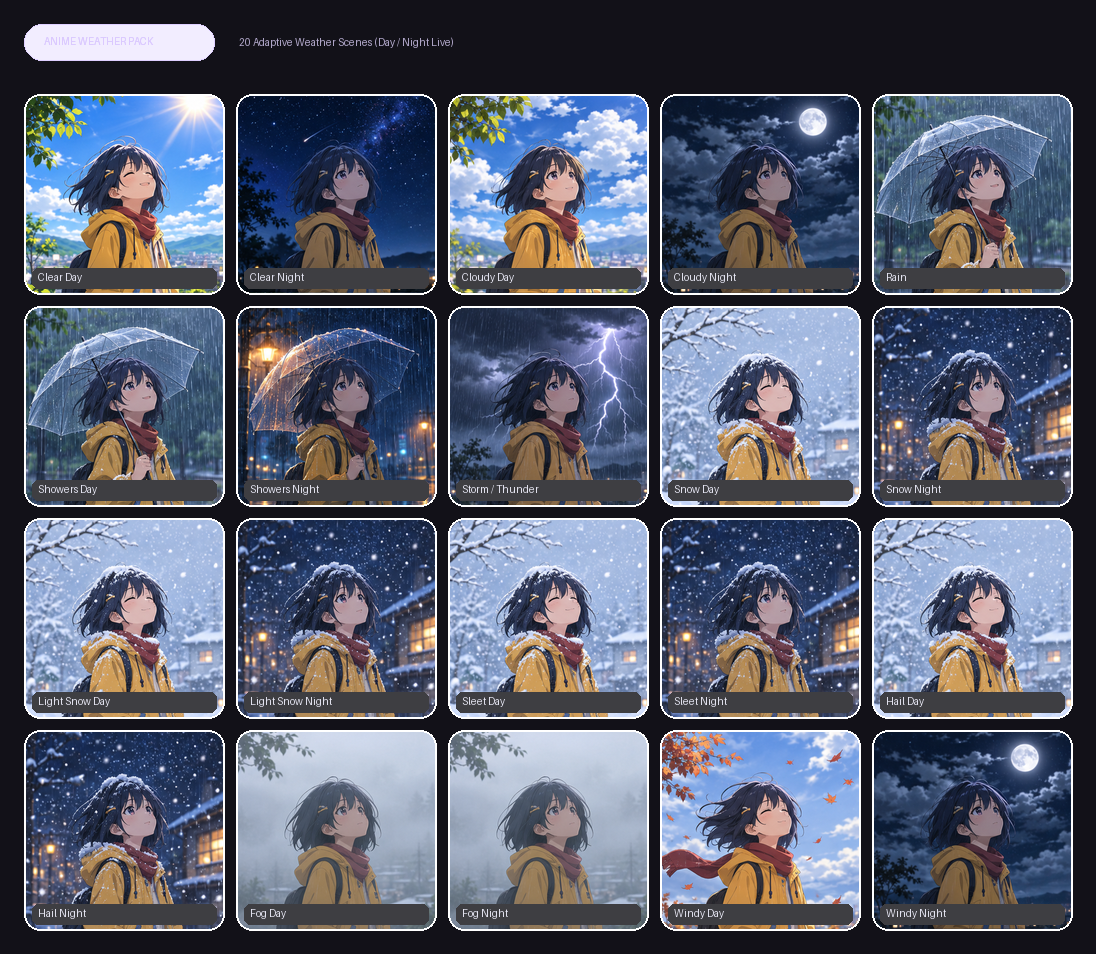 ANIME WEATHER PACK
20 Adaptive Weather Scenes (Day / Night Live)
Clear Day
Clear Night
Cloudy Day
Cloudy Night
Rain
Showers Day
Showers Night
Storm / Thunder
Snow Day
Snow Night
Light Snow Day
Light Snow Night
Sleet Day
Sleet Night
Hail Day
Hail Night
Fog Day
Fog Night
Windy Day
Windy Night